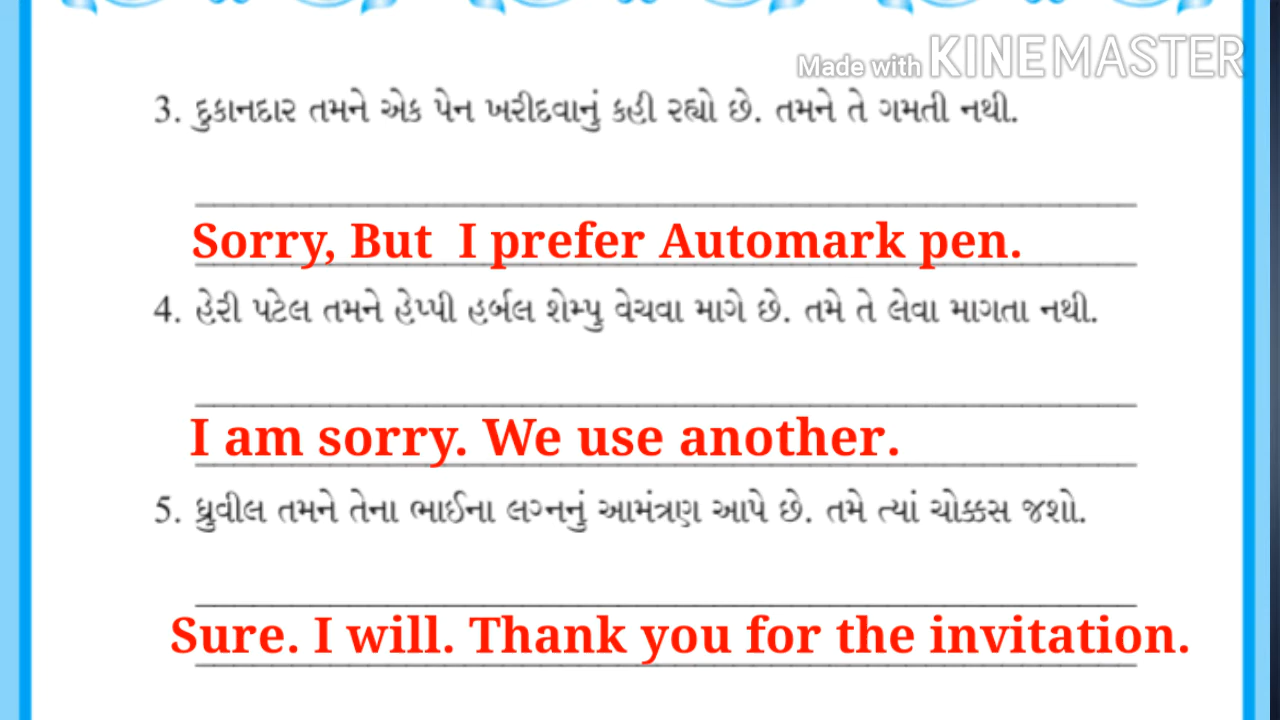 Made with KINEMASTER
3. દુકાનદાર તમને એક પેન ખરીદવાનું કહી રહ્યો છે. તમને તે ગમતી નથી.
Sorry, But I prefer Automark pen.
4. હેરી પટેલ તમને હેપ્પી હર્બલ શેમ્પુ વેચવા માગે છે. તમે તે લેવા માગતા નથી.
I am sorry. We use another.
5. ધ્રુવીલ તમને તેના ભાઈના લગ્નનું આમંત્રણ આપે છે. તમે ત્યાં ચોક્કસ જશો.
Sure. I will. Thank you for the invitation.